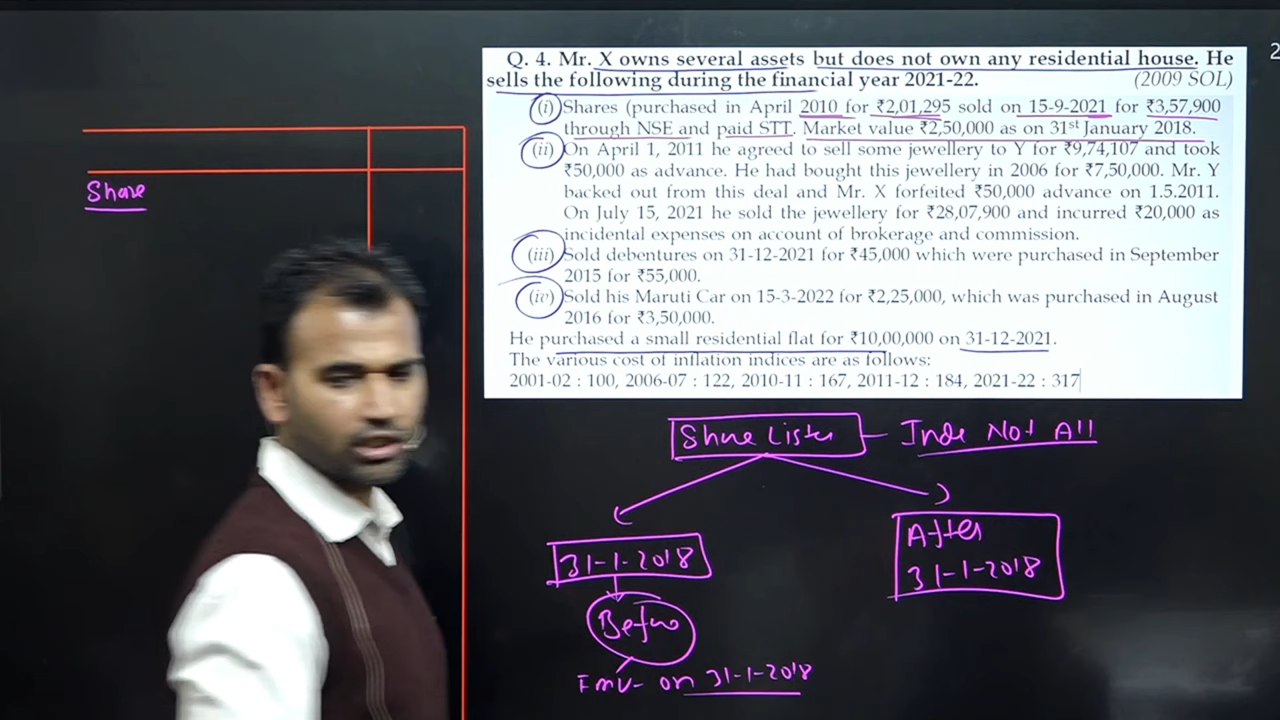 2
Q. 4. Mr. X owns several assets but does not own any residential house. He
sells the following during the financial year 2021-22. (2009 SOL)
(i) Shares (purchased in April 2010 for ₹2,01,295 sold on 15-9-2021 for ₹3,57,900
through NSE and paid STT. Market value ₹2,50,000 as on 31st January 2018.
(ii) On April 1, 2011 he agreed to sell some jewellery to Y for ₹9,74,107 and took
₹50,000 as advance. He had bought this jewellery in 2006 for ₹7,50,000. Mr. Y
backed out from this deal and Mr. X forfeited ₹50,000 advance on 1.5.2011.
On July 15, 2021 he sold the jewellery for ₹28,07,900 and incurred ₹20,000 as
incidental expenses on account of brokerage and commission.
(iii) Sold debentures on 31-12-2021 for ₹45,000 which were purchased in September
2015 for ₹55,000.
(iv) Sold his Maruti Car on 15-3-2022 for ₹2,25,000, which was purchased in August
2016 for ₹3,50,000.
He purchased a small residential flat for ₹10,00,000 on 31-12-2021.
The various cost of inflation indices are as follows:
2001-02 : 100, 2006-07 : 122, 2010-11 : 167, 2011-12 : 184, 2021-22 : 317
Share
Share Liste – Inde Not All
31-1-2018
After
31-1-2018
Before
FMV- on 31-1-2018